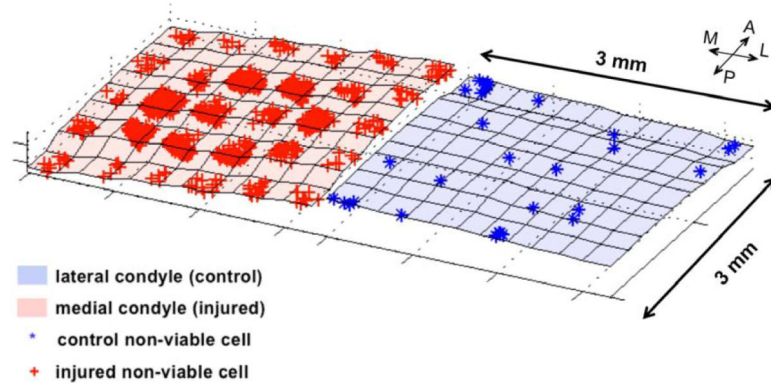 3 mm
A
M
L
P
3 mm
lateral condyle (control)
medial condyle (injured)
* control non-viable cell
+ injured non-viable cell